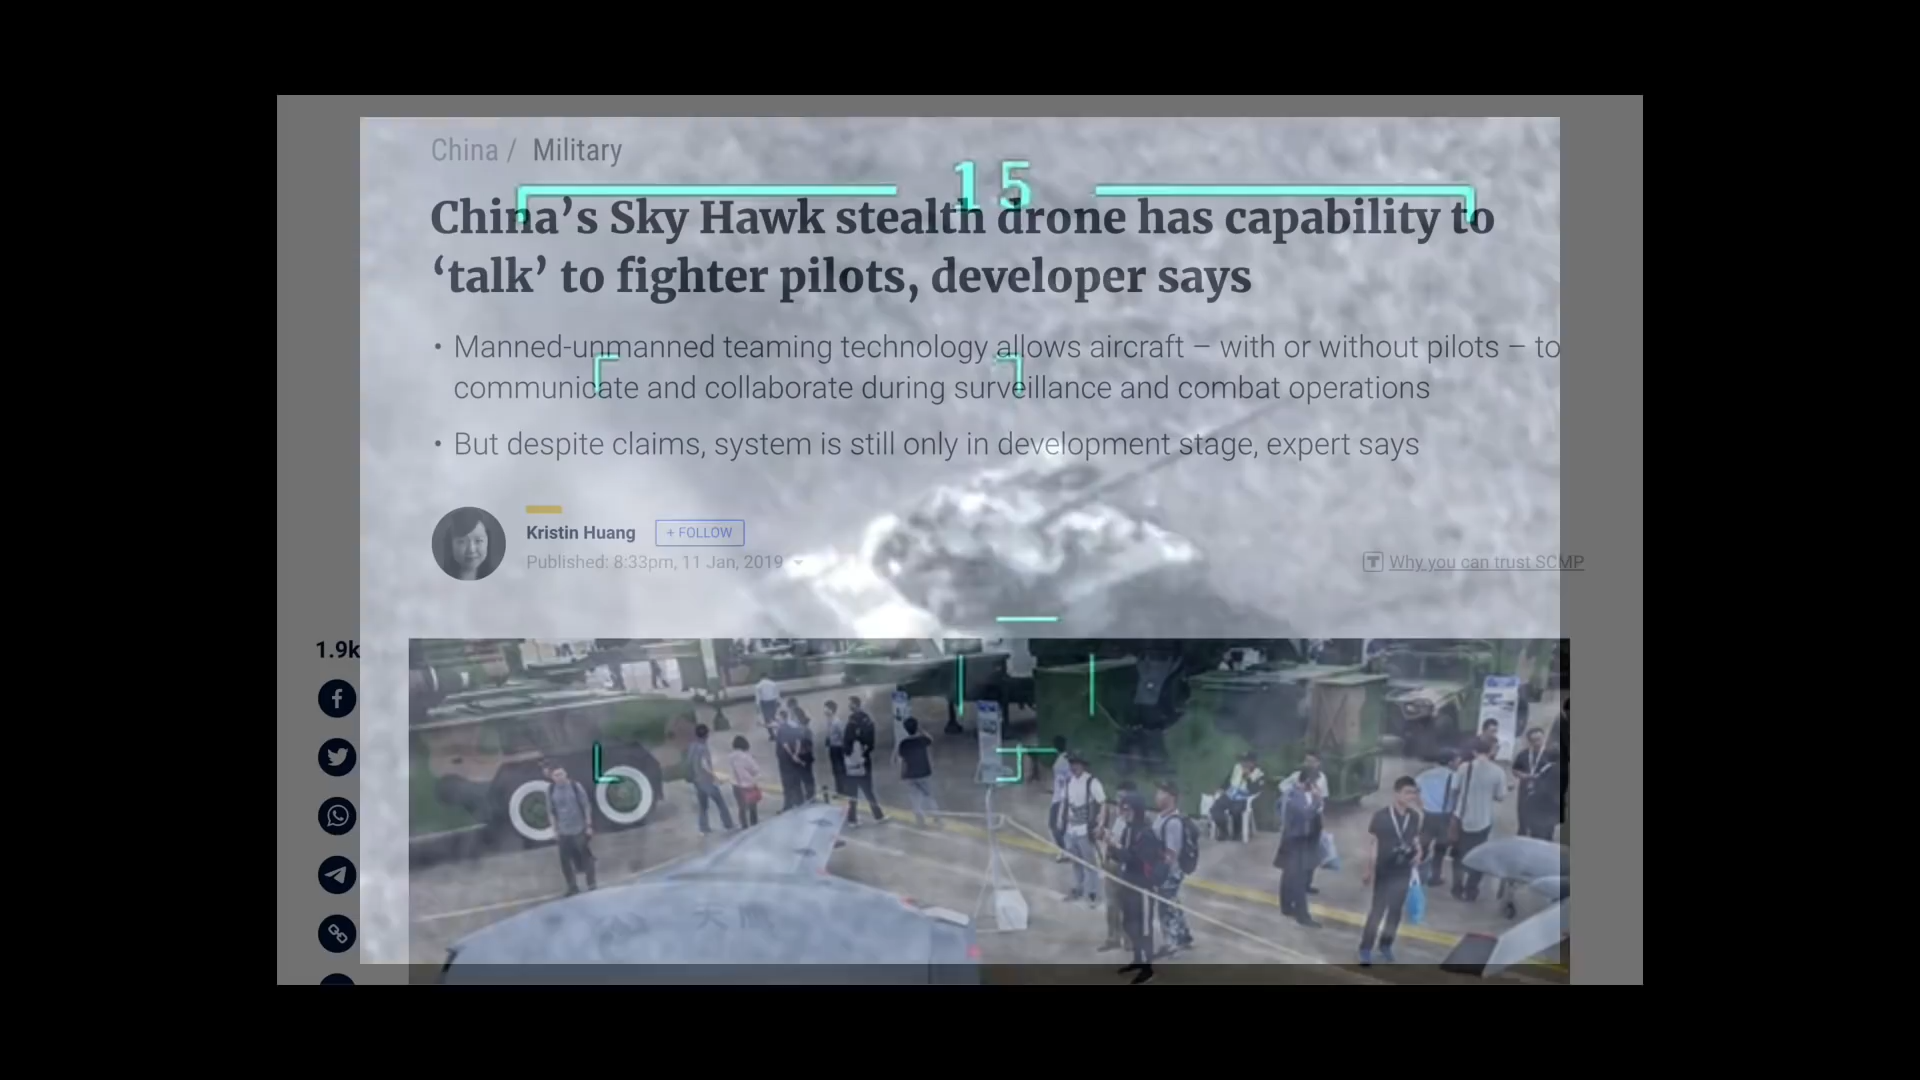 China / Military
15
China’s Sky Hawk stealth drone has capability to
‘talk’ to fighter pilots, developer says
• Manned-unmanned teaming technology allows aircraft – with or without pilots – to
communicate and collaborate during surveillance and combat operations
• But despite claims, system is still only in development stage, expert says
Kristin Huang + FOLLOW
Published: 8:33pm, 11 Jan, 2019
Why you can trust SCMP
1.9k
天鹰